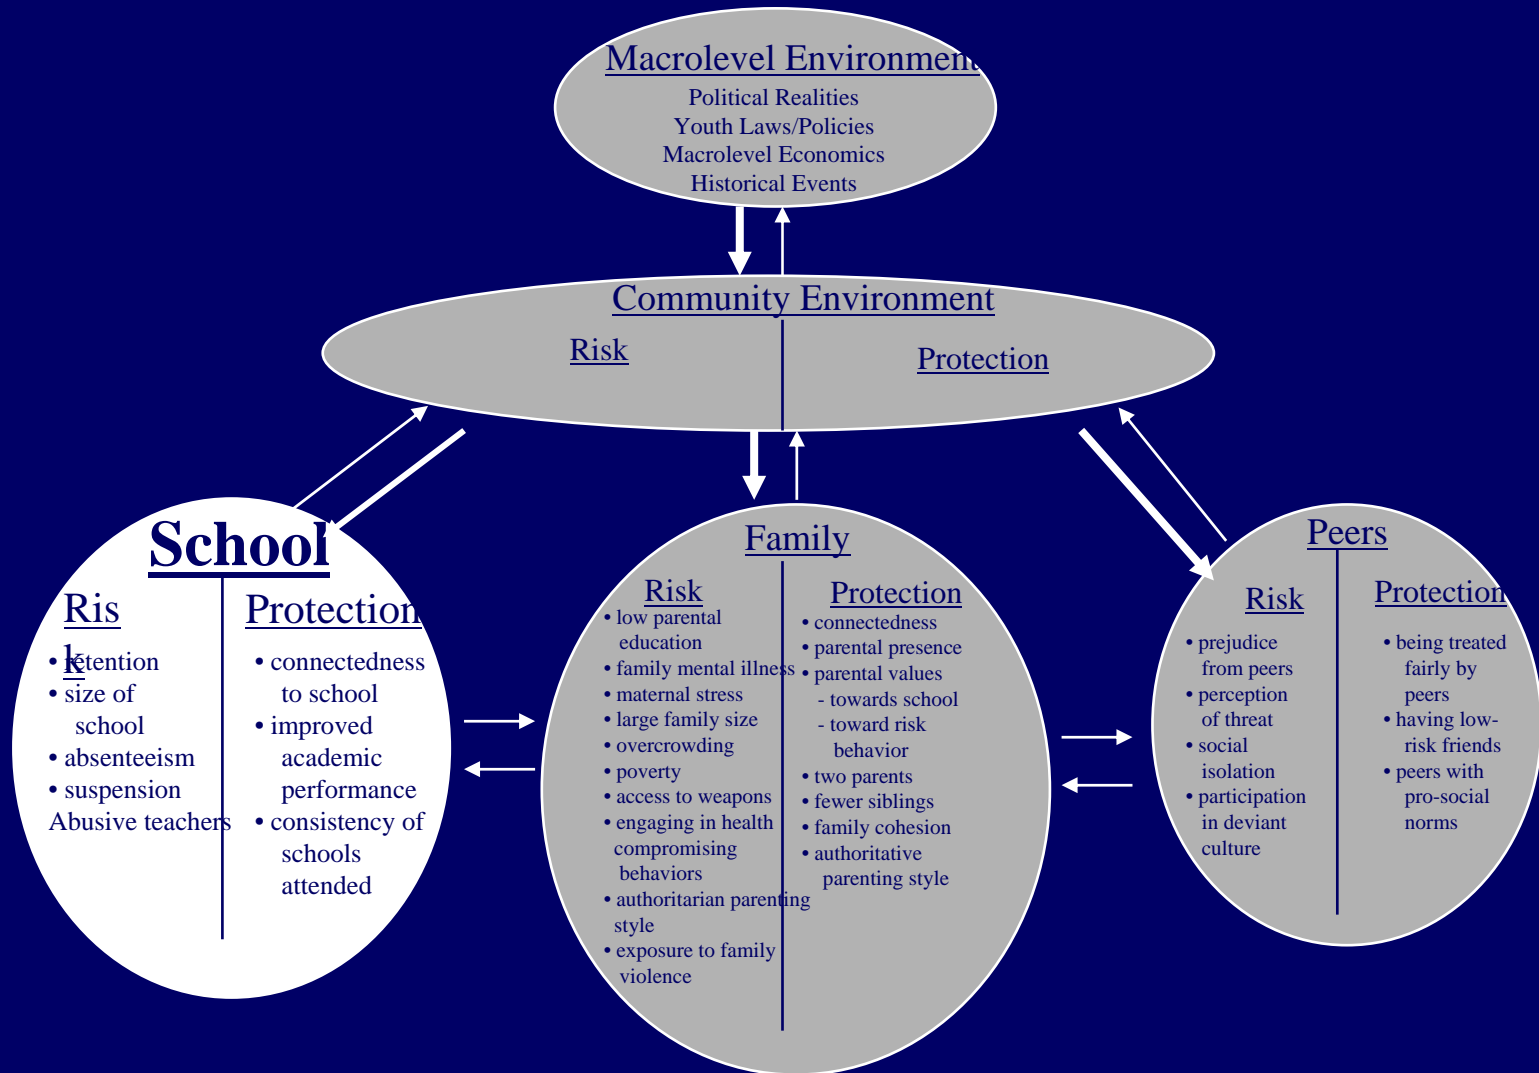 Macrolevel Environment
Political Realities
Youth Laws/Policies
Macrolevel Economics
Historical Events
Community Environment
Risk
Protection
School
Ris
k
• retention
• size of
school
• absenteeism
• suspension
Abusive teachers
Protection
• connectedness
to school
• improved
academic
performance
• consistency of
schools
attended
Family
Risk
• low parental
education
• family mental illness
• maternal stress
• large family size
• overcrowding
• poverty
• access to weapons
• engaging in health
compromising
behaviors
• authoritarian parenting
style
• exposure to family
violence
Protection
• connectedness
• parental presence
• parental values
- towards school
- toward risk
behavior
• two parents
• fewer siblings
• family cohesion
• authoritative
parenting style
Peers
Risk
• prejudice
from peers
• perception
of threat
• social
isolation
• participation
in deviant
culture
Protection
• being treated
fairly by
peers
• having low-
risk friends
• peers with
pro-social
norms